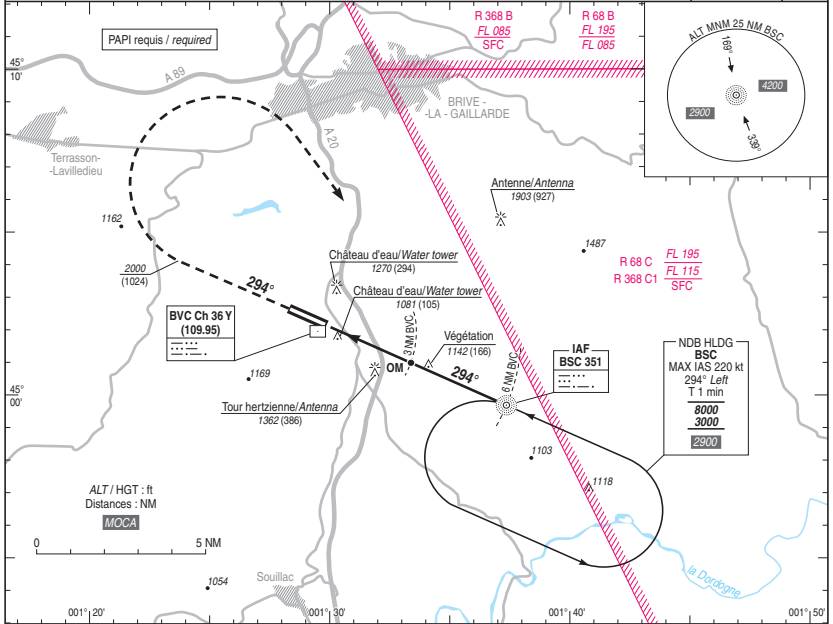 PAPI requis / required
R 368 B
FL 085
SFC
R 68 B
FL 195
FL 085
ALT MNM 25 NM BSC
169°
4200
2900
339°
45°
10'
A 89
BRIVE -
-LA - GAILLARDE
A 20
Terrasson-
-Lavilledieu
Antenne/Antenna
1903 (927)
1162
1487
Château d'eau/Water tower
1270 (294)
R 68 C
R 368 C1
FL 195
FL 115
SFC
2000
(1024)
294°
Château d'eau/Water tower
1081 (105)
BVC Ch 36 Y
(109.95)
3 NM BVC
Végétation
1142 (166)
IAF
BSC 351
NDB HLDG
BSC
MAX IAS 220 kt
294° Left
T 1 min
8000
3000
2900
OM
294°
6 NM BVC
1169
45°
00'
Tour hertzienne/Antenna
1362 (386)
1103
1118
ALT / HGT : ft
Distances : NM
MOCA
0
5 NM
1054
Souillac
la Dordogne
001° 20'
001° 30'
001° 40'
001° 50'